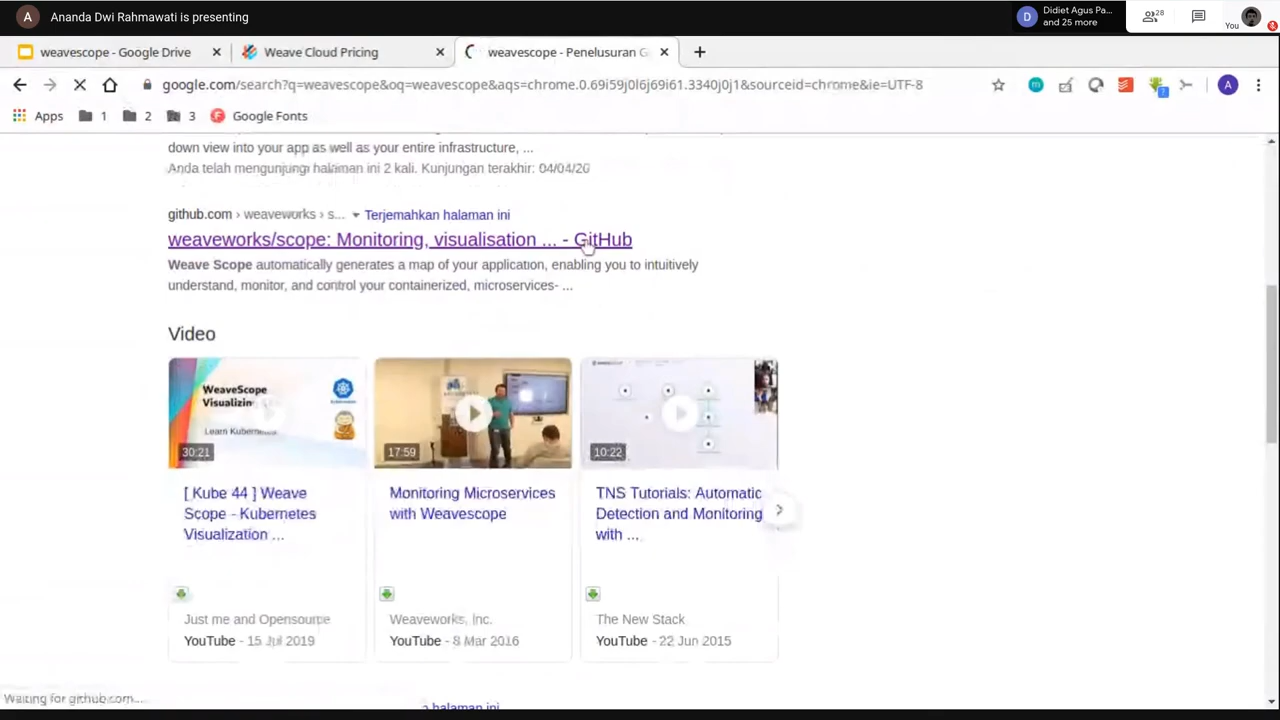 A Ananda Dwi Rahmawati is presenting
D Didiet Agus Pa...
and 25 more
28
You
weavescope - Google Drive
Weave Cloud Pricing
weavescope - Penelusuran G
google.com/search?q=weavescope&oq=weavescope&aqs=chrome.0.69i59j0l6j69i61.3340j0j1&sourceid=chrome&ie=UTF-8
A
Apps 1 2 3 Google Fonts
down view into your app as well as your entire infrastructure, ...
Anda telah mengunjungi halaman ini 2 kali. Kunjungan terakhir: 04/04/20
github.com › weaveworks › s... Terjemahkan halaman ini
weaveworks/scope: Monitoring, visualisation ... - GitHub
Weave Scope automatically generates a map of your application, enabling you to intuitively
understand, monitor, and control your containerized, microservices- ...
Video
WeaveScope
Visualizin
Learn Kubernetes
30:21
17:59
10:22
[ Kube 44 ] Weave
Scope - Kubernetes
Visualization ...
Monitoring Microservices
with Weavescope
TNS Tutorials: Automatic
Detection and Monitoring
with ...
Just me and Opensource
YouTube - 15 Jul 2019
Weaveworks, Inc.
YouTube - 8 Mar 2016
The New Stack
YouTube - 22 Jun 2015
Waiting for github.com...
halaman ini